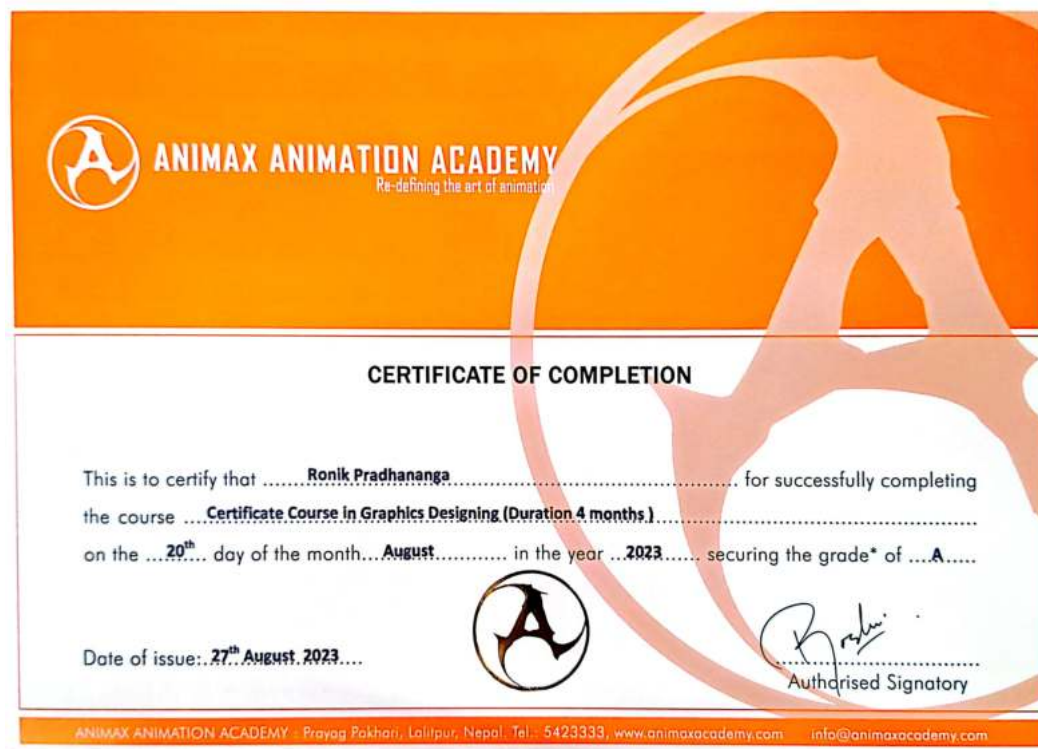 ANIMAX ANIMATION ACADEMY
Re-defining the art of animation
CERTIFICATE OF COMPLETION
This is to certify that ......Ronik Pradhananga...... for successfully completing
the course ....Certificate Course in Graphics Designing (Duration 4 months )....
on the ...20th... day of the month...August............ in the year ...2023...... securing the grade* of ....A.....
Date of issue:.27th August 2023....
Authorised Signatory
ANIMAX ANIMATION ACADEMY : Prayag Pokhari, Lalitpur, Nepal. Tel.: 5423333, www.animaxacademy.com info@animaxacademy.com